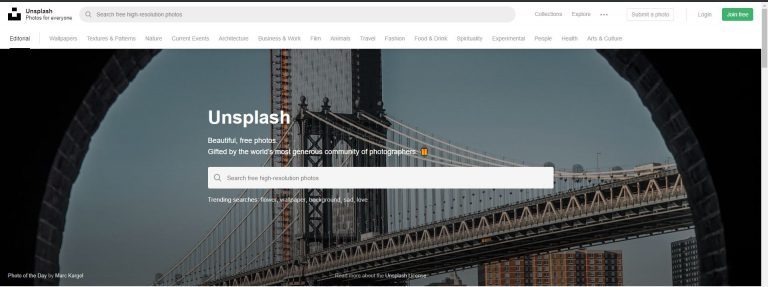 Unsplash
Photos for everyone
Search free high-resolution photos
Collections Explore ••• Submit a photo Login Join free
Editorial Wallpapers Textures & Patterns Nature Current Events Architecture Business & Work Film Animals Travel Fashion Food & Drink Spirituality Experimental People Health Arts & Culture
Unsplash
Beautiful, free photos.
Gifted by the world's most generous community of photographers.
Search free high-resolution photos
Trending searches: flower, wallpaper, background, sad, love
Photo of the Day by Marc Kargel
Read more about the Unsplash License